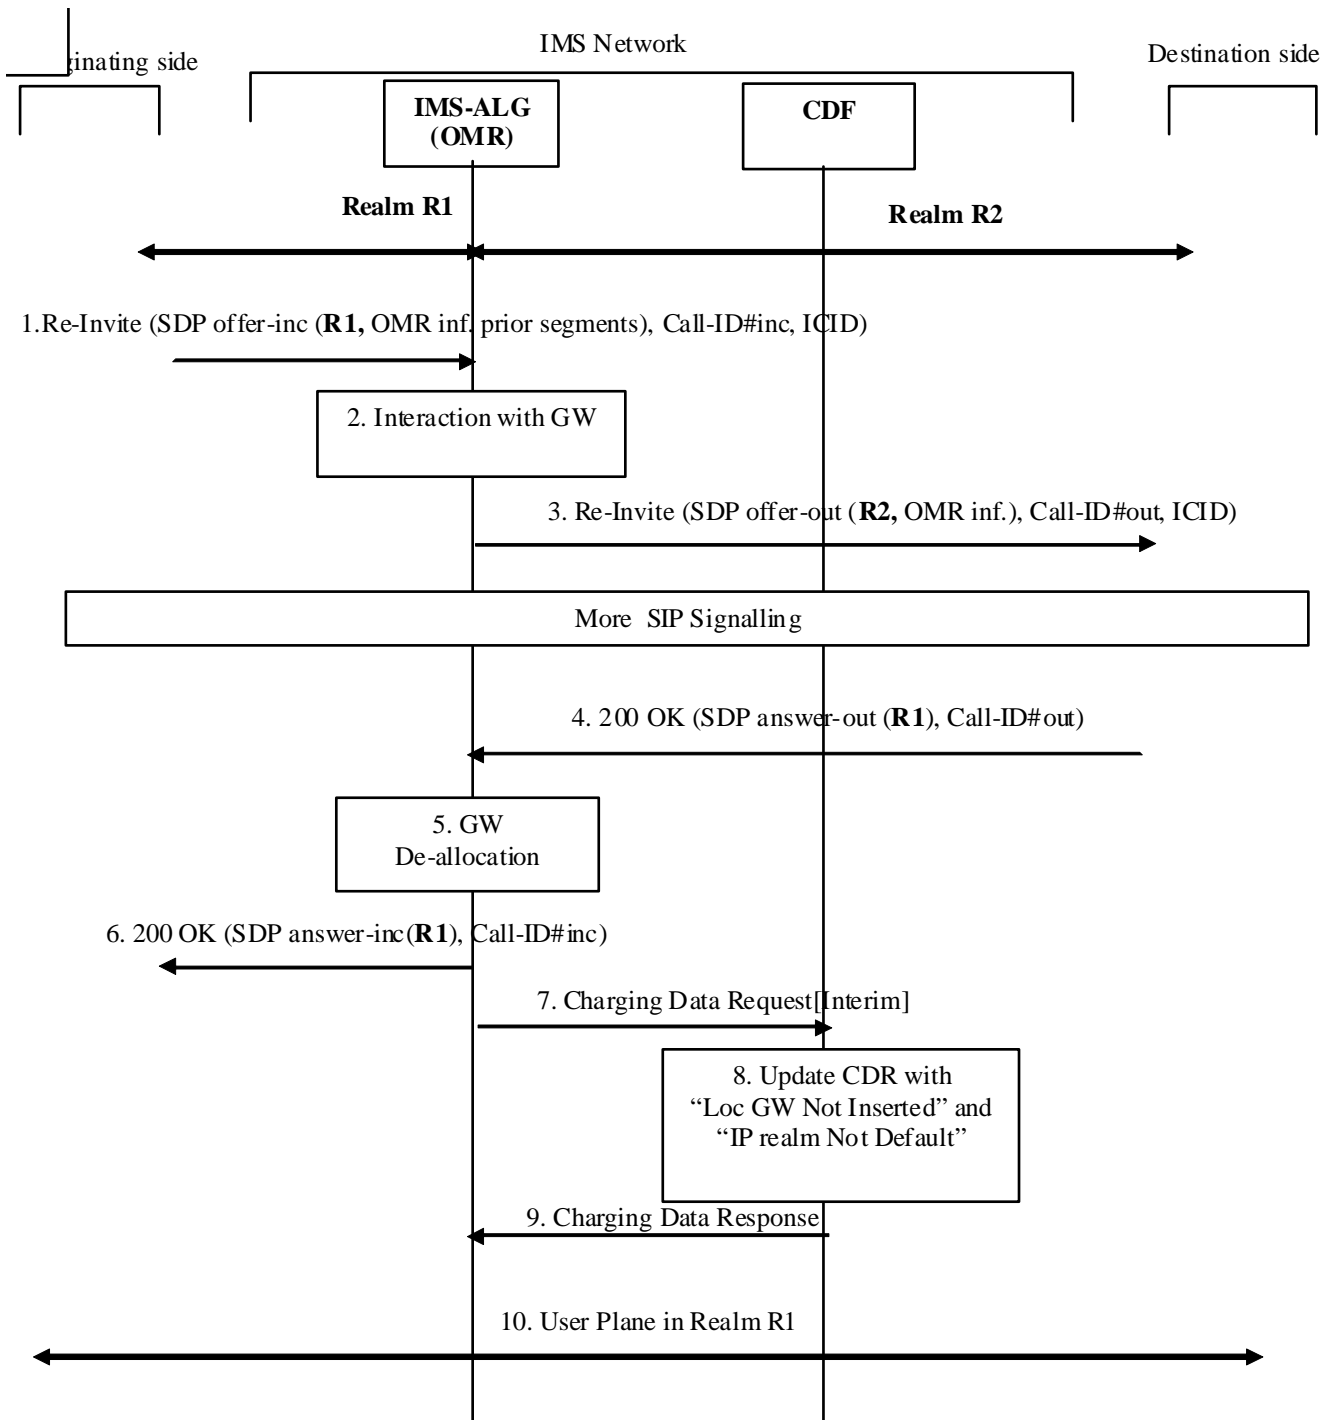 IMS Network
ginating side
Destination side
IMS-ALG
(OMR)
CDF
Realm R1
Realm R2
1.Re-Invite (SDP offer-inc (R1, OMR inf. prior segments), Call-ID#inc, ICID)
2. Interaction with GW
3. Re-Invite (SDP offer-out (R2, OMR inf.), Call-ID#out, ICID)
More SIP Signalling
4. 200 OK (SDP answer-out (R1), Call-ID#out)
5. GW
De-allocation
6. 200 OK (SDP answer-inc(R1), Call-ID#inc)
7. Charging Data Request[Interim]
8. Update CDR with
“Loc GW Not Inserted” and
“IP realm Not Default”
9. Charging Data Response
10. User Plane in Realm R1